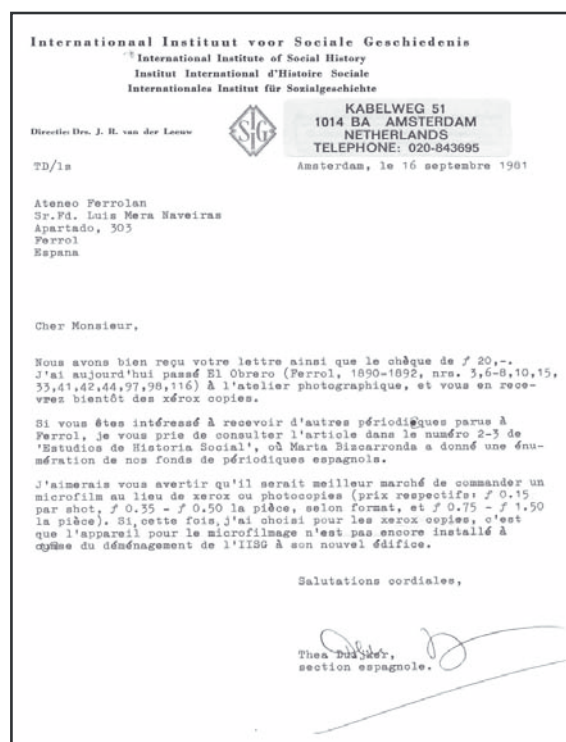 Internationaal Instituut voor Sociale Geschiedenis
International Institute of Social History
Institut International d'Histoire Sociale
Internationales Institut für Sozialgeschichte
Directie: Drs. J. R. van der Leeuw
ISG
KABELWEG 51
1014 BA AMSTERDAM
NETHERLANDS
TELEPHONE: 020-843695
TD/ls
Amsterdam, le 16 septembre 1981
Ateneo Ferrolan
Sr.Fd. Luis Mera Naveiras
Apartado, 303
Ferrol
Espana
Cher Monsieur,
Nous avons bien reçu votre lettre ainsi que le chèque de ƒ 20,-.
J'ai aujourd'hui passé El Obrero (Ferrol, 1890-1892, nrs. 3,6-8,10,15,
33,41,42,44,97,98,116) à l'atelier photographique, et vous en rece-
vrez bientôt des xérox copies.
Si vous êtes intéressé à recevoir d'autres périodiques parus à
Ferrol, je vous prie de consulter l'article dans le numéro 2-3 de
'Estudios de Historia Social', où Marta Bizcarronda a donné une énu-
mération de nos fonds de périodiques espagnols.
J'aimerais vous avertir qu'il serait meilleur marché de commander un
microfilm au lieu de xerox ou photocopies (prix respectifs: ƒ 0.15
par shot, ƒ 0.35 - ƒ 0.50 la pièce, selon format, et ƒ 0.75 - ƒ 1.50
la pièce). Si, cette fois, j'ai choisi pour les xerox copies, c'est
que l'appareil pour le microfilmage n'est pas encore installé à
du déménagement de l'IISG à son nouvel édifice.
Salutations cordiales,
Thea
section espagnole.